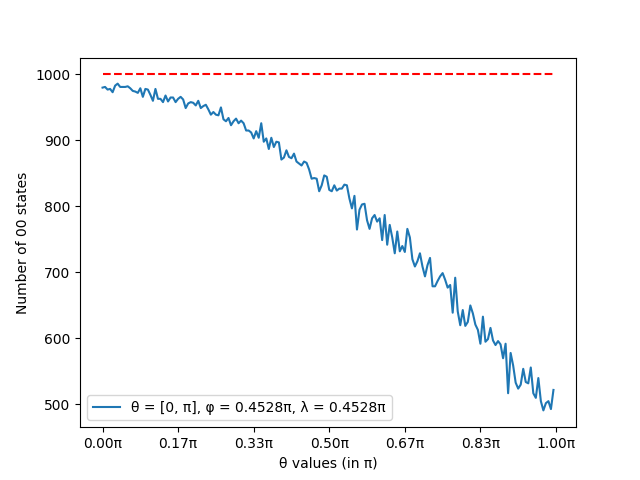 1000
900
800
700
600
500
Number of 00 states
θ = [0, π], φ = 0.4528π, λ = 0.4528π
0.00π 0.17π 0.33π 0.50π 0.67π 0.83π 1.00π
θ values (in π)